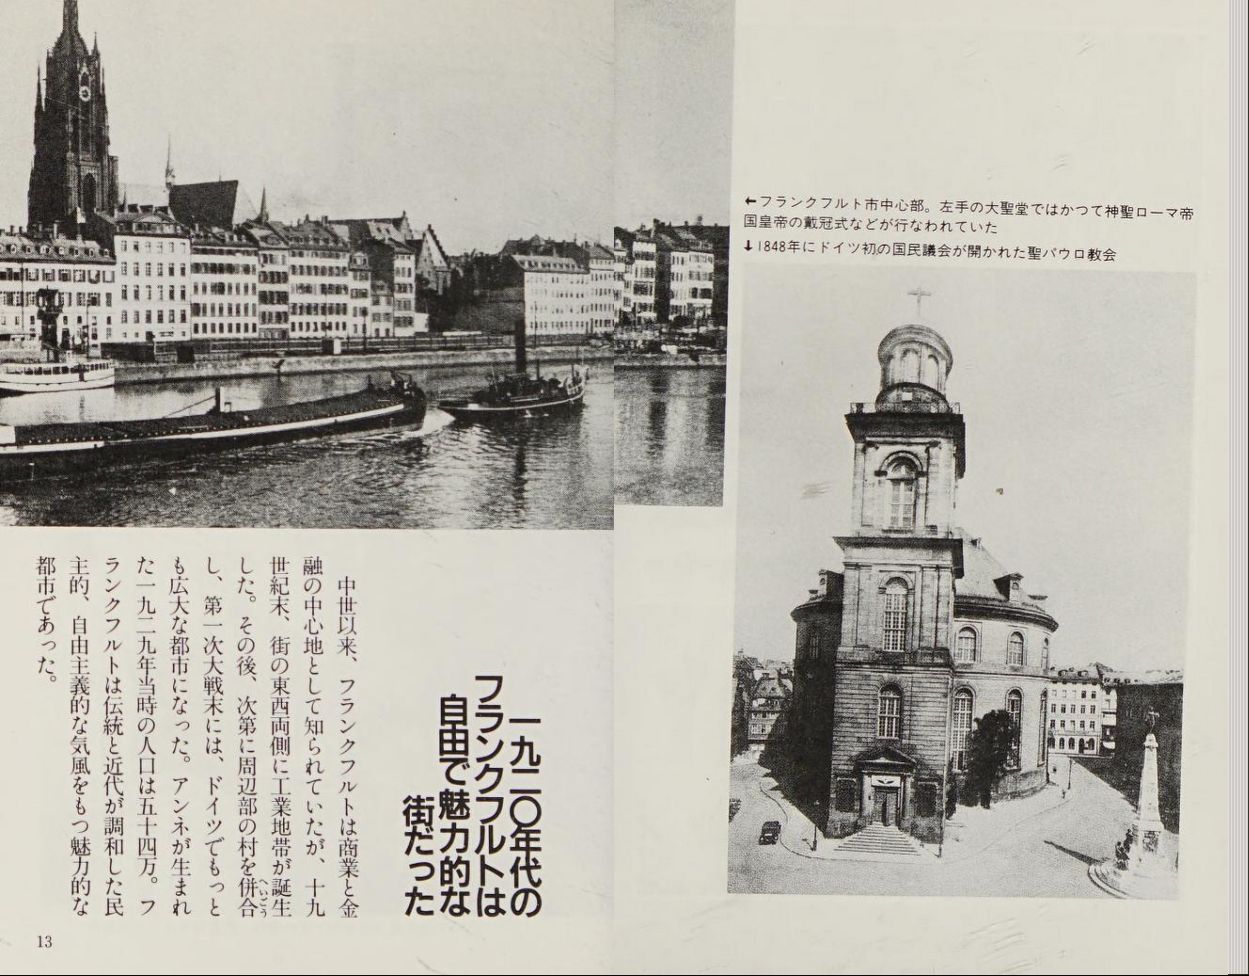 ←フランクフルト市中心部。左手の大聖堂ではかつて神聖ローマ帝
国皇帝の戴冠式などが行なわれていた
↓1848年にドイツ初の国民議会が開かれた聖パウロ教会
一九二〇年代の
フランクフルトは
自由で魅力的な
街だった
中世以来、フランクフルトは商業と金
融の中心地として知られていたが、十九
世紀末、街の東西両側に工業地帯が誕生
した。その後、次第に周辺部の村を併合
へいごう
し、第一次大戦末には、ドイツでもっと
も広大な都市になった。アンネが生まれ
た一九二九年当時の人口は五十四万。フ
ランクフルトは伝統と近代が調和した民
主的、自由主義的な気風をもつ魅力的な
都市であった。
13